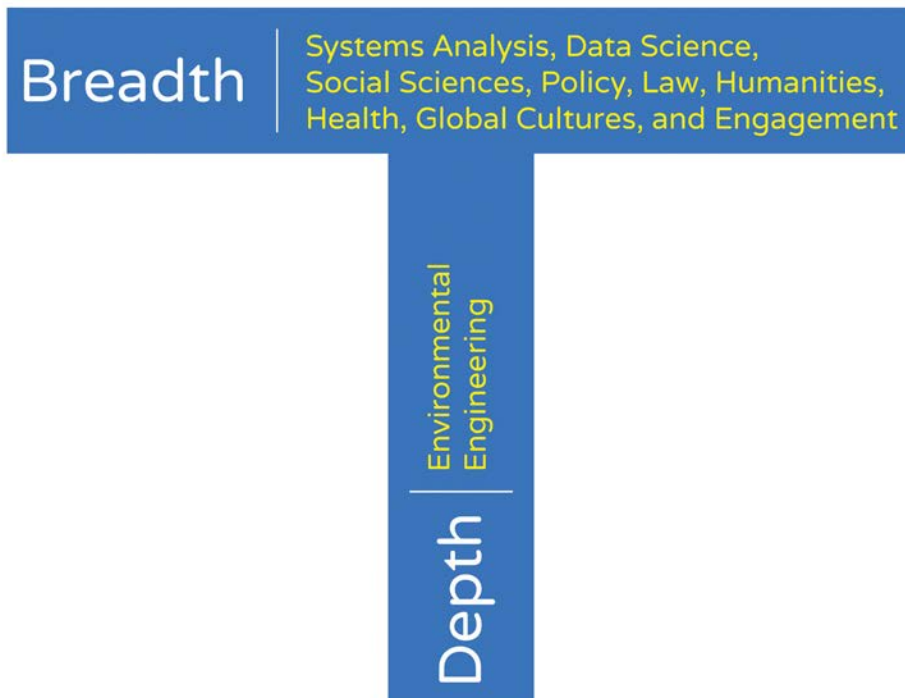 Breadth
Systems Analysis, Data Science,
Social Sciences, Policy, Law, Humanities,
Health, Global Cultures, and Engagement
Environmental
Engineering
Depth